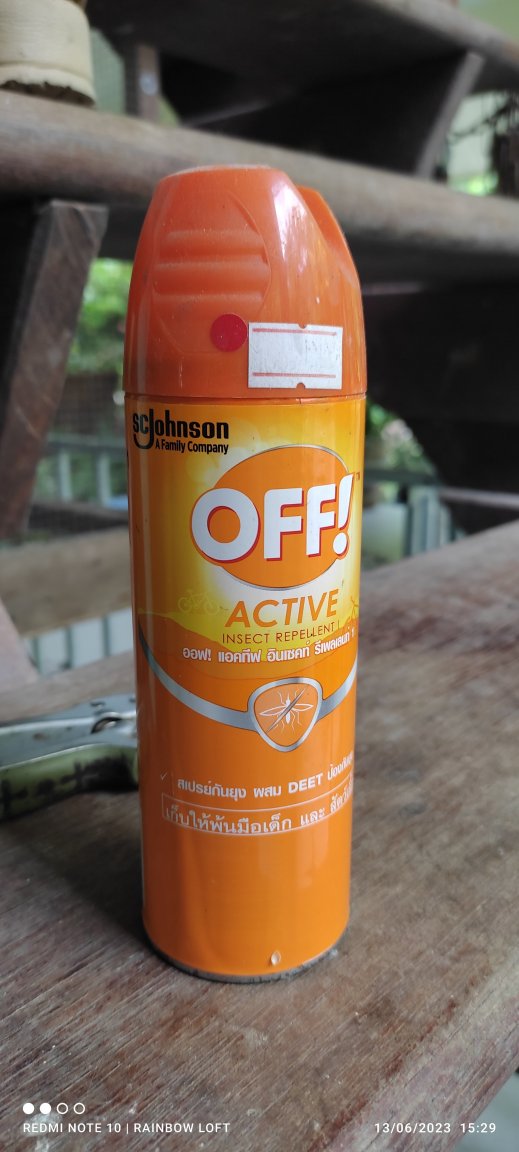 scJohnson
A Family Company
OFF!™
ACTIVE
INSECT REPELLENT I
ออฟ! แอคทีฟ อินเซคท์ รีเพลเลนท์ 1
✓ สเปรย์กันยุง ผสม DEET
เก็บให้พ้นมือเด็ก และ
REDMI NOTE 10 | RAINBOW LOFT
13/06/2023 15:29